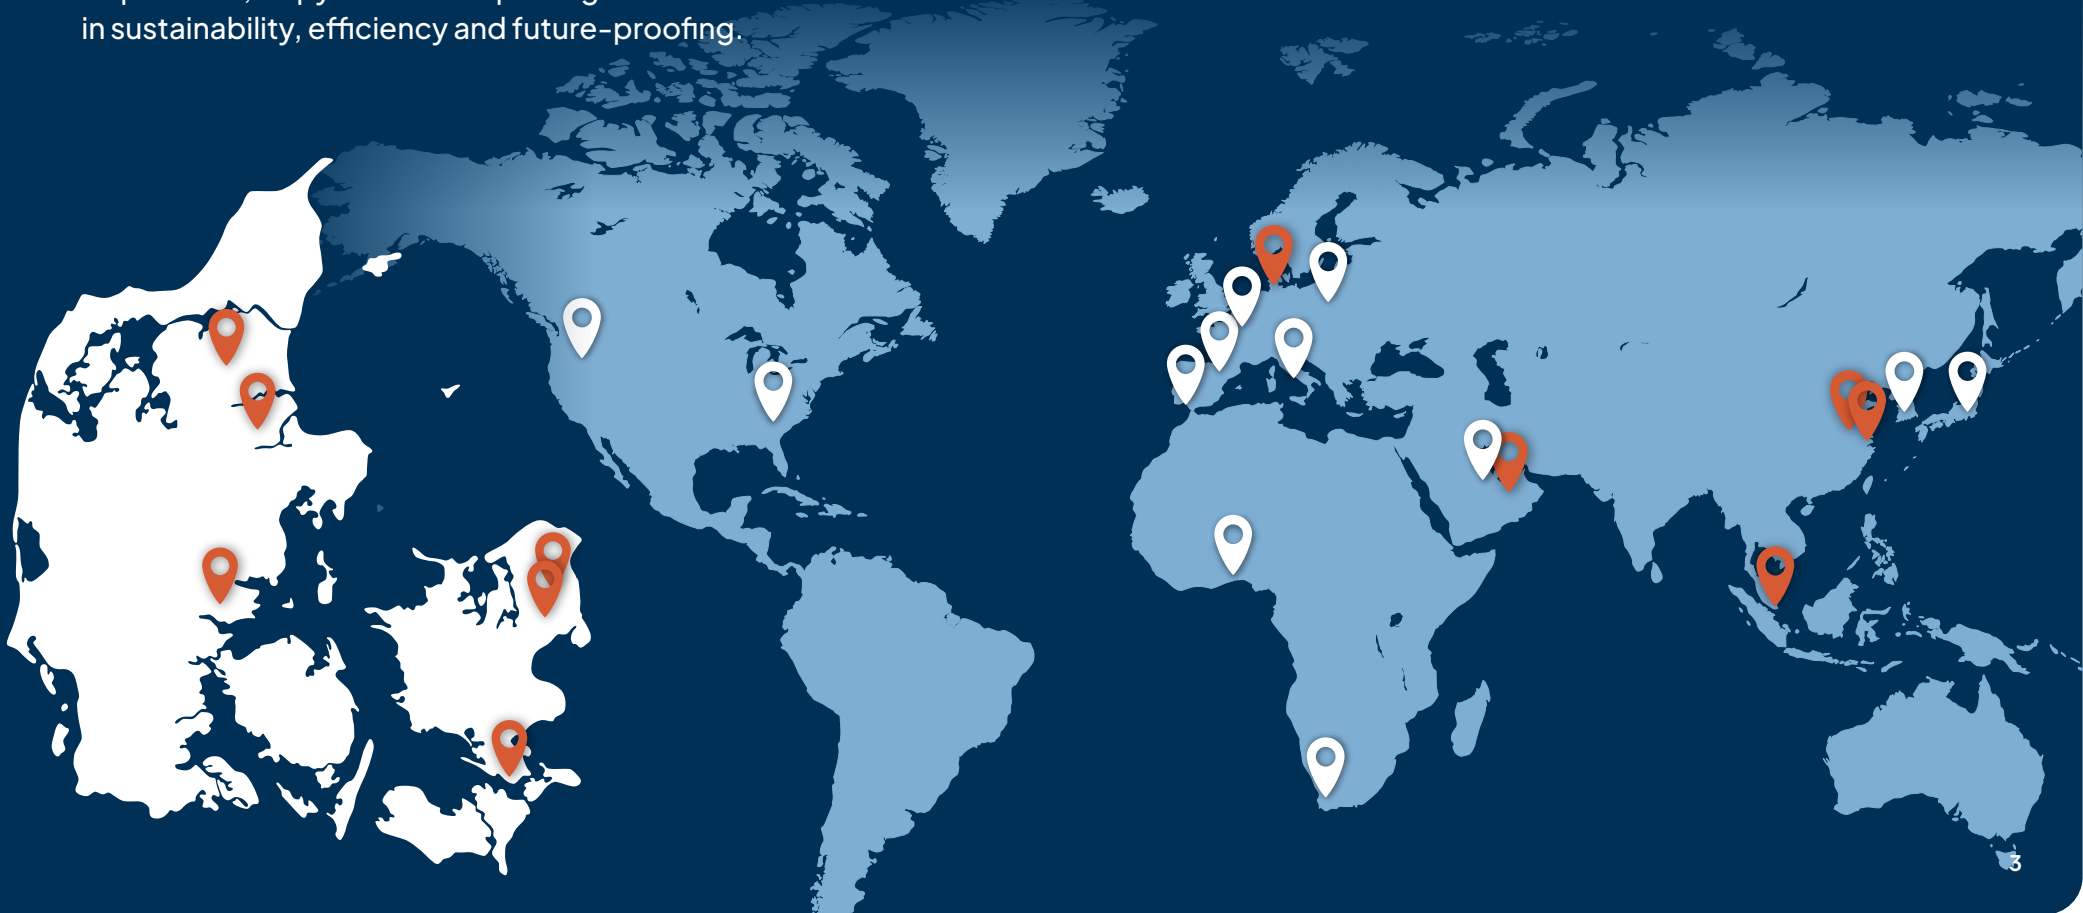 in sustainability, efficiency and future-proofing.
3